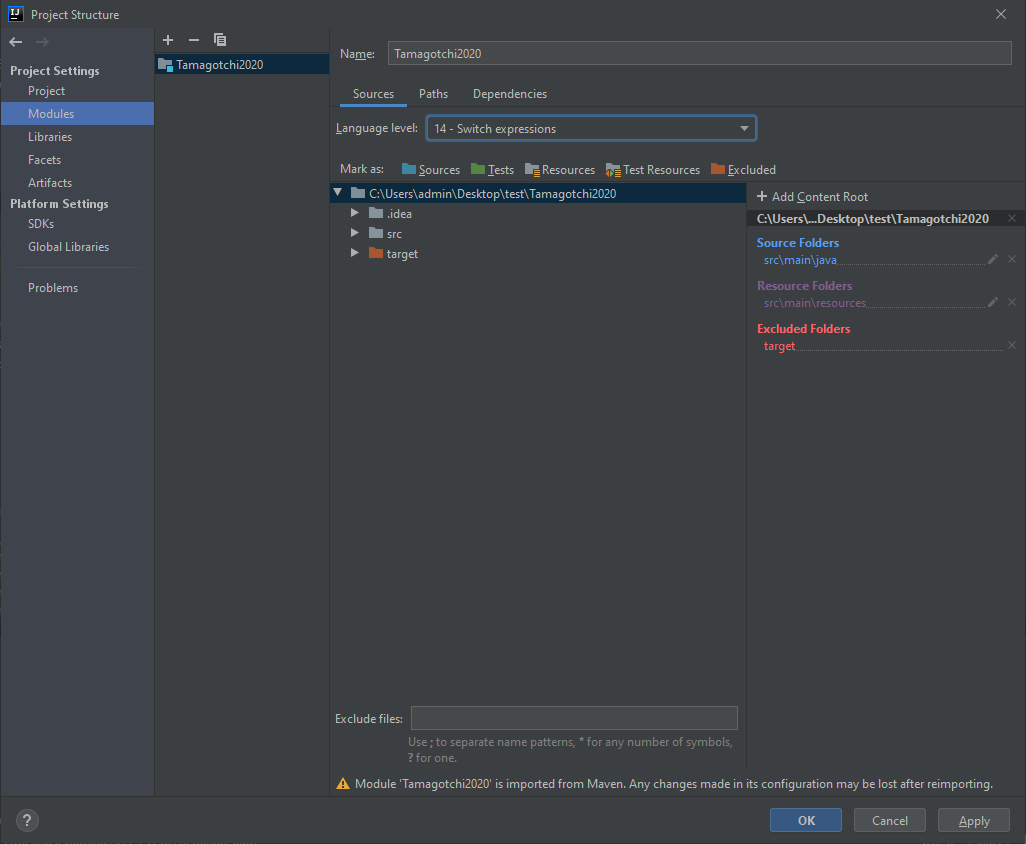 Project Structure
Project Settings
Project
Modules
Libraries
Facets
Artifacts
Platform Settings
SDKs
Global Libraries
Problems
Tamagotchi2020
Name: Tamagotchi2020
Sources Paths Dependencies
Language level: 14 - Switch expressions
Mark as: Sources Tests Resources Test Resources Excluded
C:\Users\admin\Desktop\test\Tamagotchi2020
.idea
src
target
+ Add Content Root
C:\Users\...Desktop\test\Tamagotchi2020
Source Folders
src\main\java
Resource Folders
src\main\resources
Excluded Folders
target
Exclude files:
Use ; to separate name patterns, * for any number of symbols,
? for one.
Module 'Tamagotchi2020' is imported from Maven. Any changes made in its configuration may be lost after reimporting.
? OK Cancel Apply